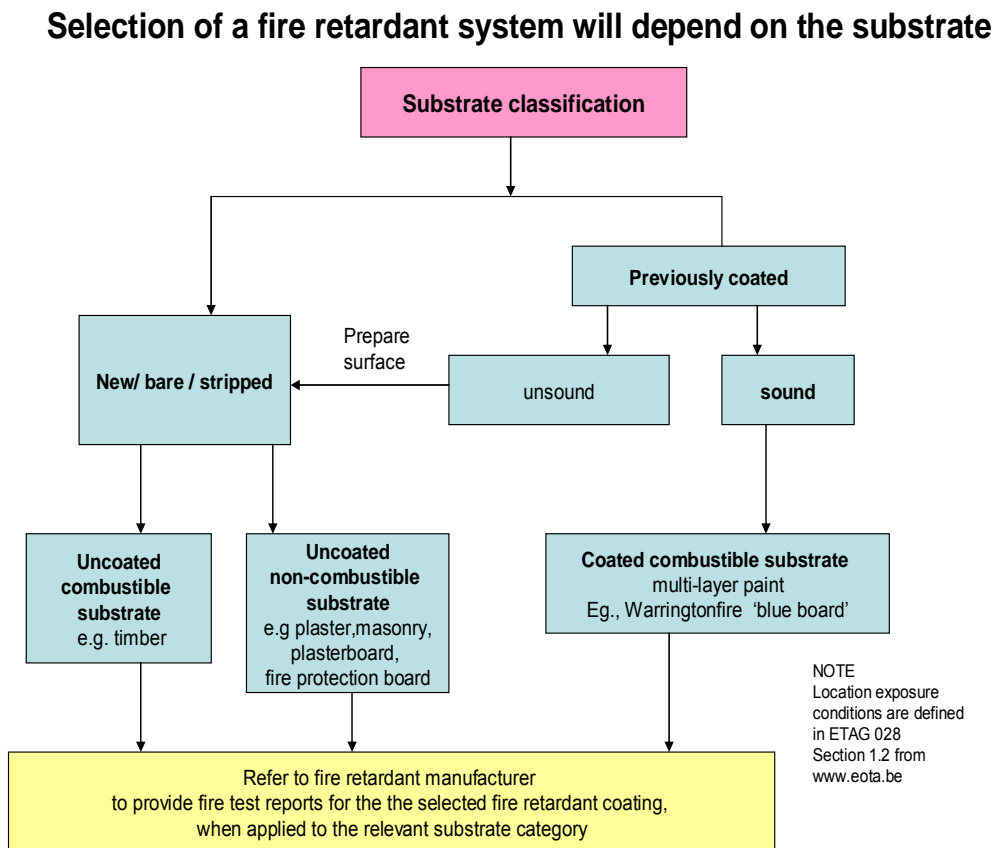 Selection of a fire retardant system will depend on the substrate
Substrate classification
Previously coated
Prepare
surface
New/ bare / stripped
unsound
sound
Uncoated
combustible
substrate
e.g. timber
Uncoated
non-combustible
substrate
e.g plaster,masonry,
plasterboard,
fire protection board
Coated combustible substrate
multi-layer paint
Eg., Warringtonfire ‘blue board’
NOTE
Location exposure
conditions are defined
in ETAG 028
Section 1.2 from
www.eota.be
Refer to fire retardant manufacturer
to provide fire test reports for the the selected fire retardant coating,
when applied to the relevant substrate category